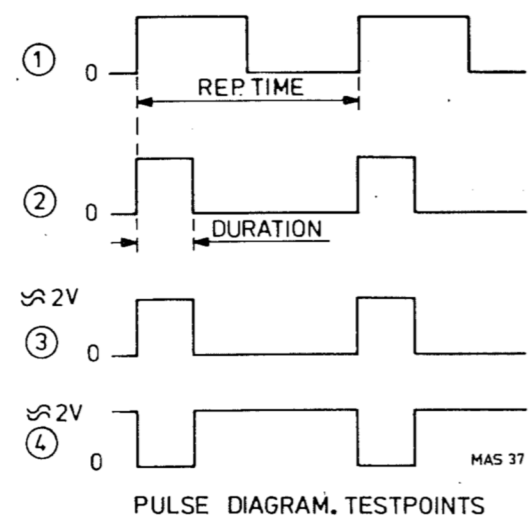 1
0
REP. TIME
2
0
DURATION
≈ 2V
3
0
≈ 2V
4
0
MAS 37
PULSE DIAGRAM. TESTPOINTS